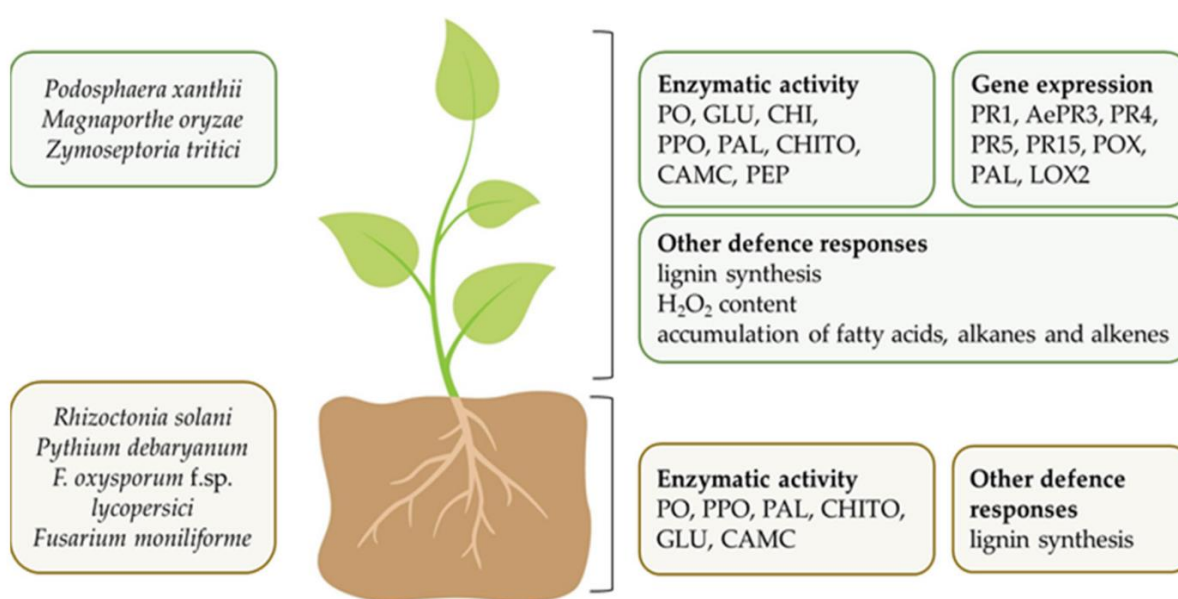 Podosphaera xanthii
Magnaporthe oryzae
Zymoseptoria tritici
Enzymatic activity
PO, GLU, CHI,
PPO, PAL, CHITO,
CAMC, PEP
Gene expression
PR1, AePR3, PR4,
PR5, PR15, POX,
PAL, LOX2
Other defence responses
lignin synthesis
H₂O₂ content
accumulation of fatty acids, alkanes and alkenes
Rhizoctonia solani
Pythium debaryanum
F. oxysporum f.sp.
lycopersici
Fusarium moniliforme
Enzymatic activity
PO, PPO, PAL, CHITO,
GLU, CAMC
Other defence
responses
lignin synthesis